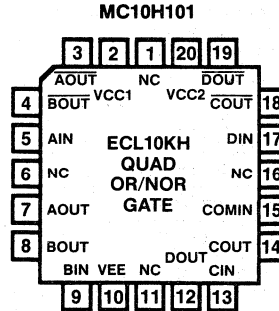 MC10H101
3 2 1 20 19
AOUT VCC1 NC VCC2 DOUT
4 BOUT COUT 18
5 AIN DIN 17
6 NC NC 16
7 AOUT COMIN 15
8 BOUT COUT 14
ECL10KH
QUAD
OR/NOR
GATE
BIN VEE NC DOUT CIN
9 10 11 12 13